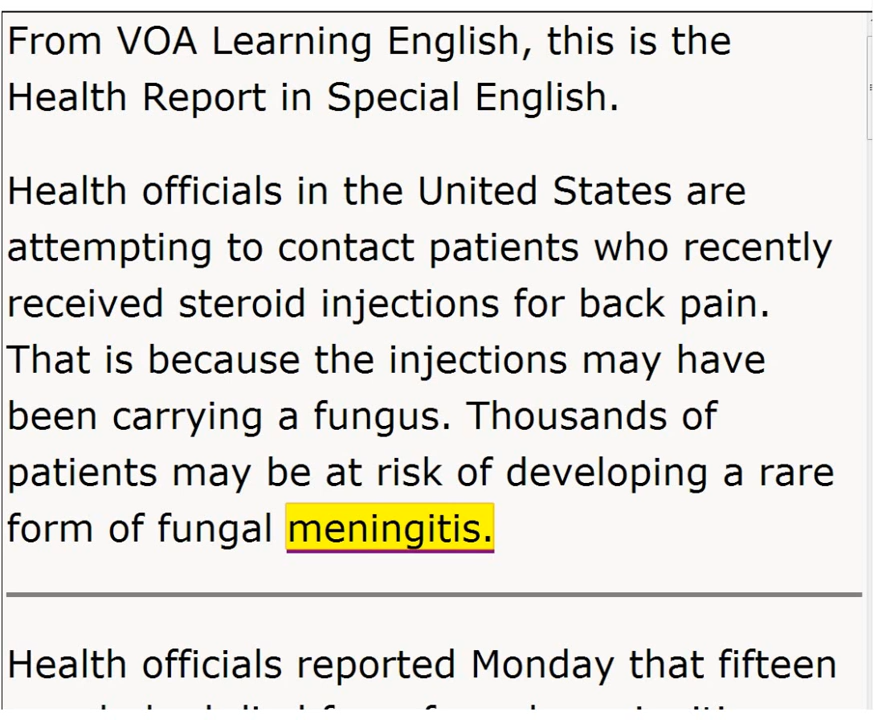 From VOA Learning English, this is the
Health Report in Special English.
Health officials in the United States are
attempting to contact patients who recently
received steroid injections for back pain.
That is because the injections may have
been carrying a fungus. Thousands of
patients may be at risk of developing a rare
form of fungal meningitis.
Health officials reported Monday that fifteen